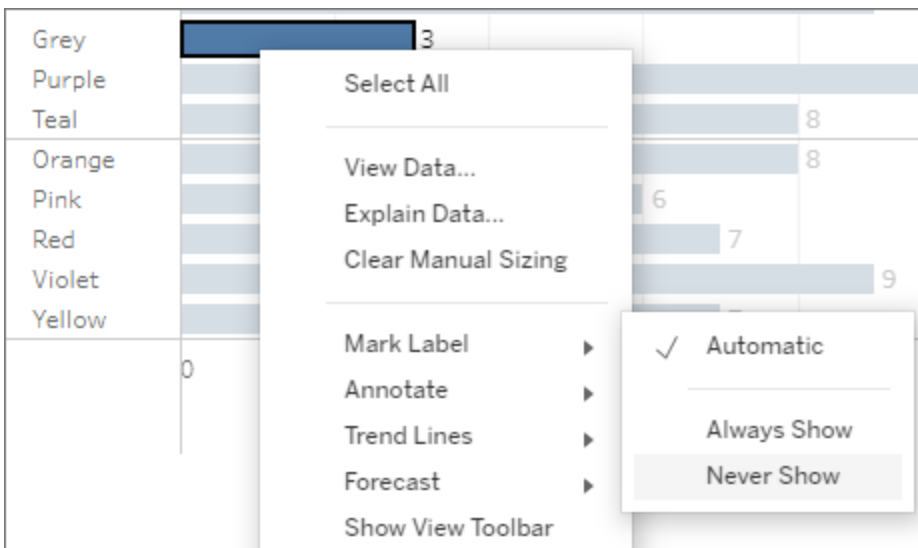 Grey 3
Purple
Teal 8
Orange 8
Pink 6
Red 7
Violet 9
Yellow
0
Select All
View Data...
Explain Data...
Clear Manual Sizing
Mark Label
Annotate
Trend Lines
Forecast
Show View Toolbar
Automatic
Always Show
Never Show